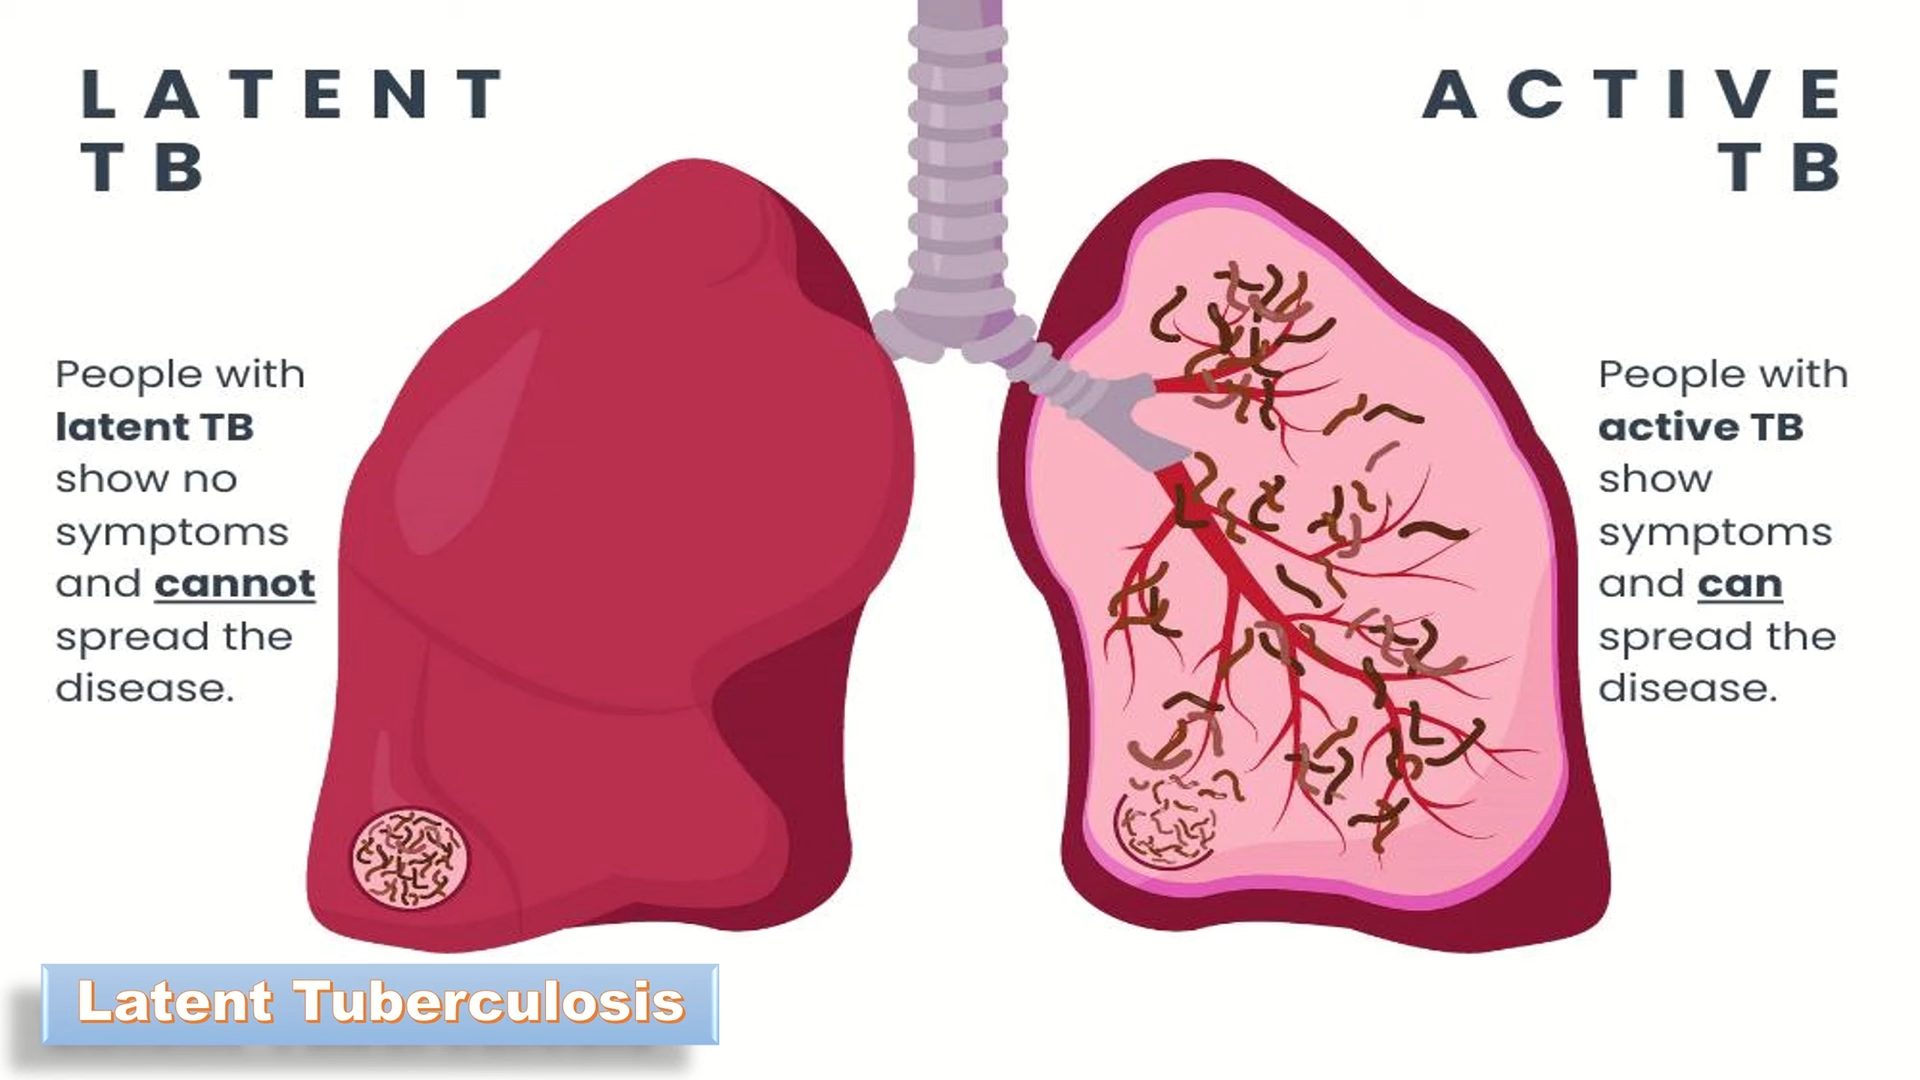 LATENT
TB
People with
latent TB
show no
symptoms
and cannot
spread the
disease.
ACTIVE
TB
People with
active TB
show
symptoms
and can
spread the
disease.
Latent Tuberculosis